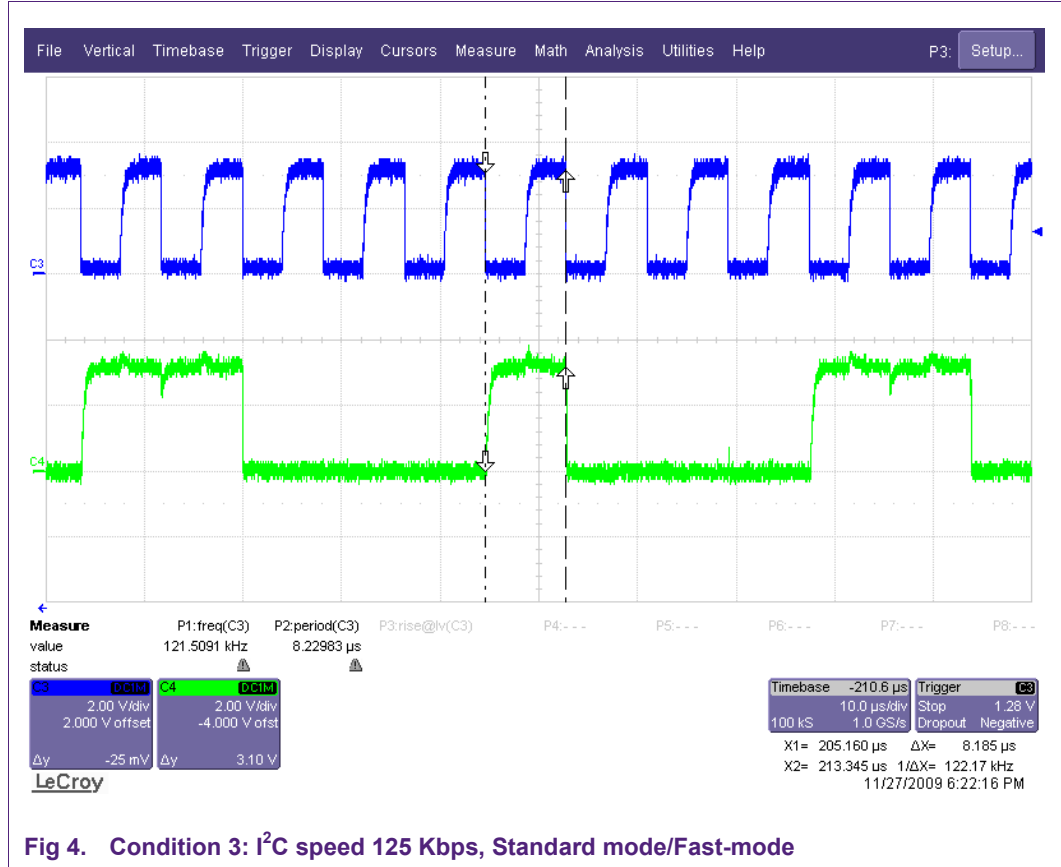 File Vertical Timebase Trigger Display Cursors Measure Math Analysis Utilities Help P3: Setup...
C3
C4
Measure P1:freq(C3) P2:period(C3) P3:rise@lv(C3) P4:--- P5:--- P6:--- P7:--- P8:---
value 121.5091 kHz 8.22983 µs
status
C3 DC1M C4 DC1M
2.00 V/div 2.00 V/div
2.000 V offset -4.000 V ofst
Δy -25 mV Δy 3.10 V
Timebase -210.6 µs Trigger C3
10.0 µs/div Stop 1.28 V
100 kS 1.0 GS/s Dropout Negative
X1= 205.160 µs ΔX= 8.185 µs
X2= 213.345 us 1/ΔX= 122.17 kHz
LeCroy 11/27/2009 6:22:16 PM
Fig 4. Condition 3: I²C speed 125 Kbps, Standard mode/Fast-mode